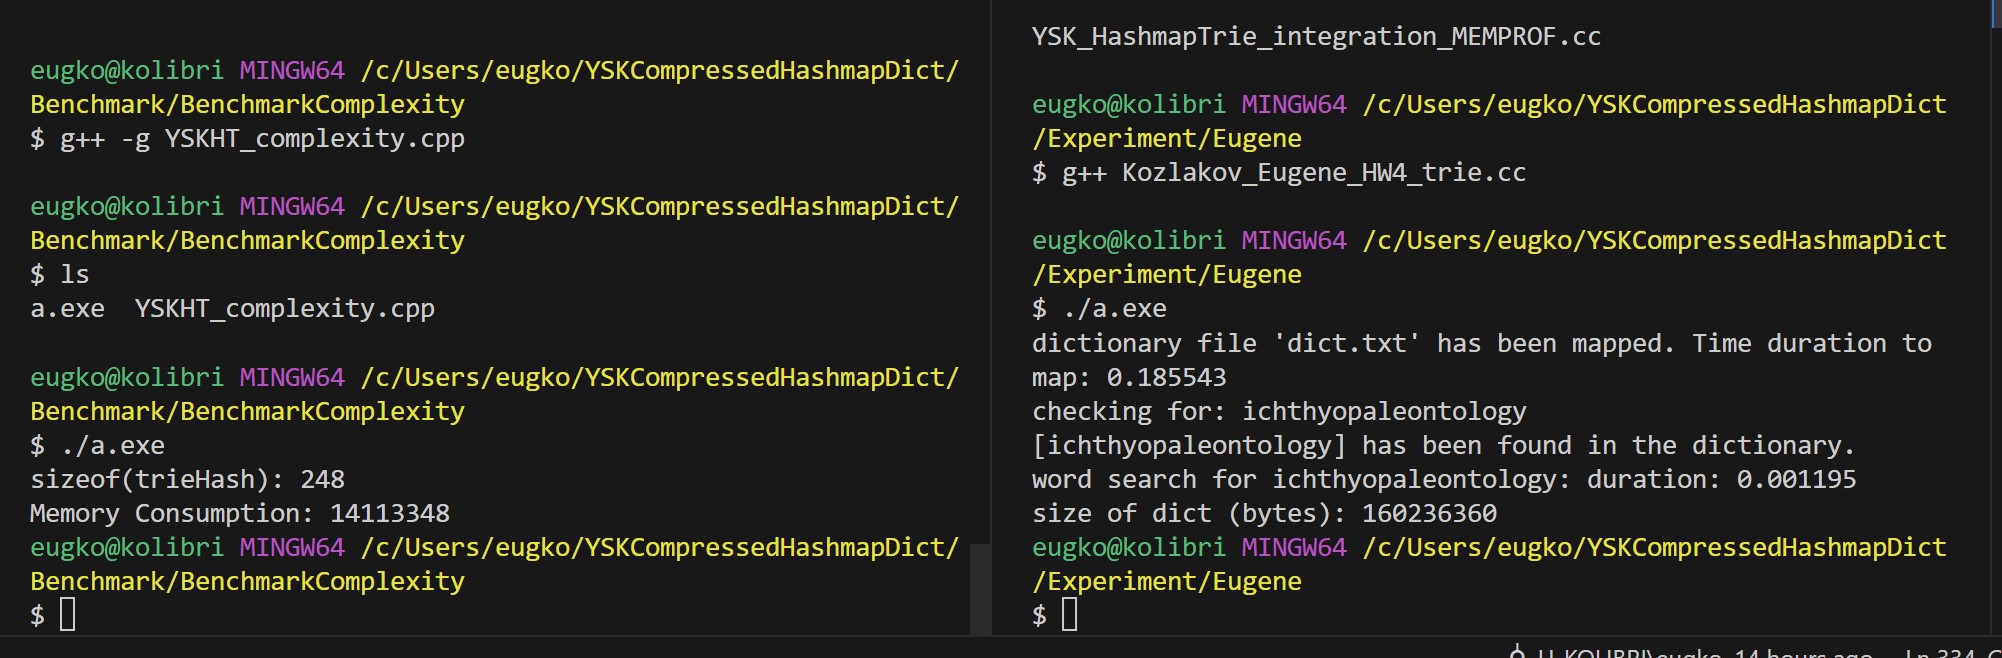 eugko@kolibri MINGW64 /c/Users/eugko/YSKCompressedHashmapDict/
Benchmark/BenchmarkComplexity
$ g++ -g YSKHT_complexity.cpp
eugko@kolibri MINGW64 /c/Users/eugko/YSKCompressedHashmapDict/
Benchmark/BenchmarkComplexity
$ ls
a.exe  YSKHT_complexity.cpp
eugko@kolibri MINGW64 /c/Users/eugko/YSKCompressedHashmapDict/
Benchmark/BenchmarkComplexity
$ ./a.exe
sizeof(trieHash): 248
Memory Consumption: 14113348
eugko@kolibri MINGW64 /c/Users/eugko/YSKCompressedHashmapDict/
Benchmark/BenchmarkComplexity
$
YSK_HashmapTrie_integration_MEMPROF.cc
eugko@kolibri MINGW64 /c/Users/eugko/YSKCompressedHashmapDict
/Experiment/Eugene
$ g++ Kozlakov_Eugene_HW4_trie.cc
eugko@kolibri MINGW64 /c/Users/eugko/YSKCompressedHashmapDict
/Experiment/Eugene
$ ./a.exe
dictionary file 'dict.txt' has been mapped. Time duration to
map: 0.185543
checking for: ichthyopaleontology
[ichthyopaleontology] has been found in the dictionary.
word search for ichthyopaleontology: duration: 0.001195
size of dict (bytes): 160236360
eugko@kolibri MINGW64 /c/Users/eugko/YSKCompressedHashmapDict
/Experiment/Eugene
$
14 hours ago Ln 334,